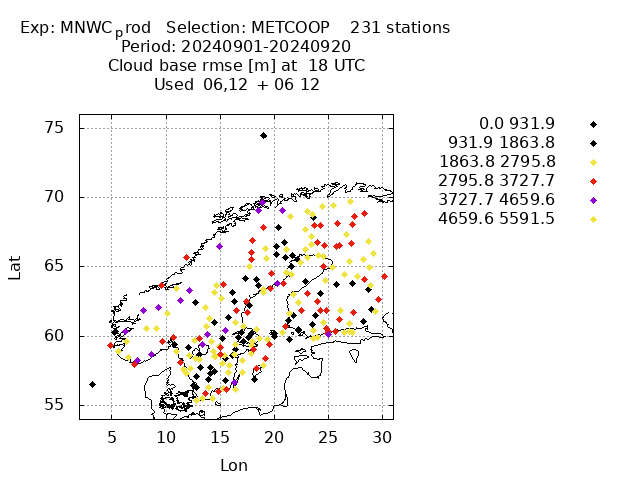 Exp: MNWCprod   Selection: METCOOP    231 stations
Period: 20240901-20240920
Cloud base rmse [m] at  18 UTC
Used  06,12  + 06 12
0.0 931.9
931.9 1863.8
1863.8 2795.8
2795.8 3727.7
3727.7 4659.6
4659.6 5591.5
75
70
65
60
55
Lat
5 10 15 20 25 30
Lon